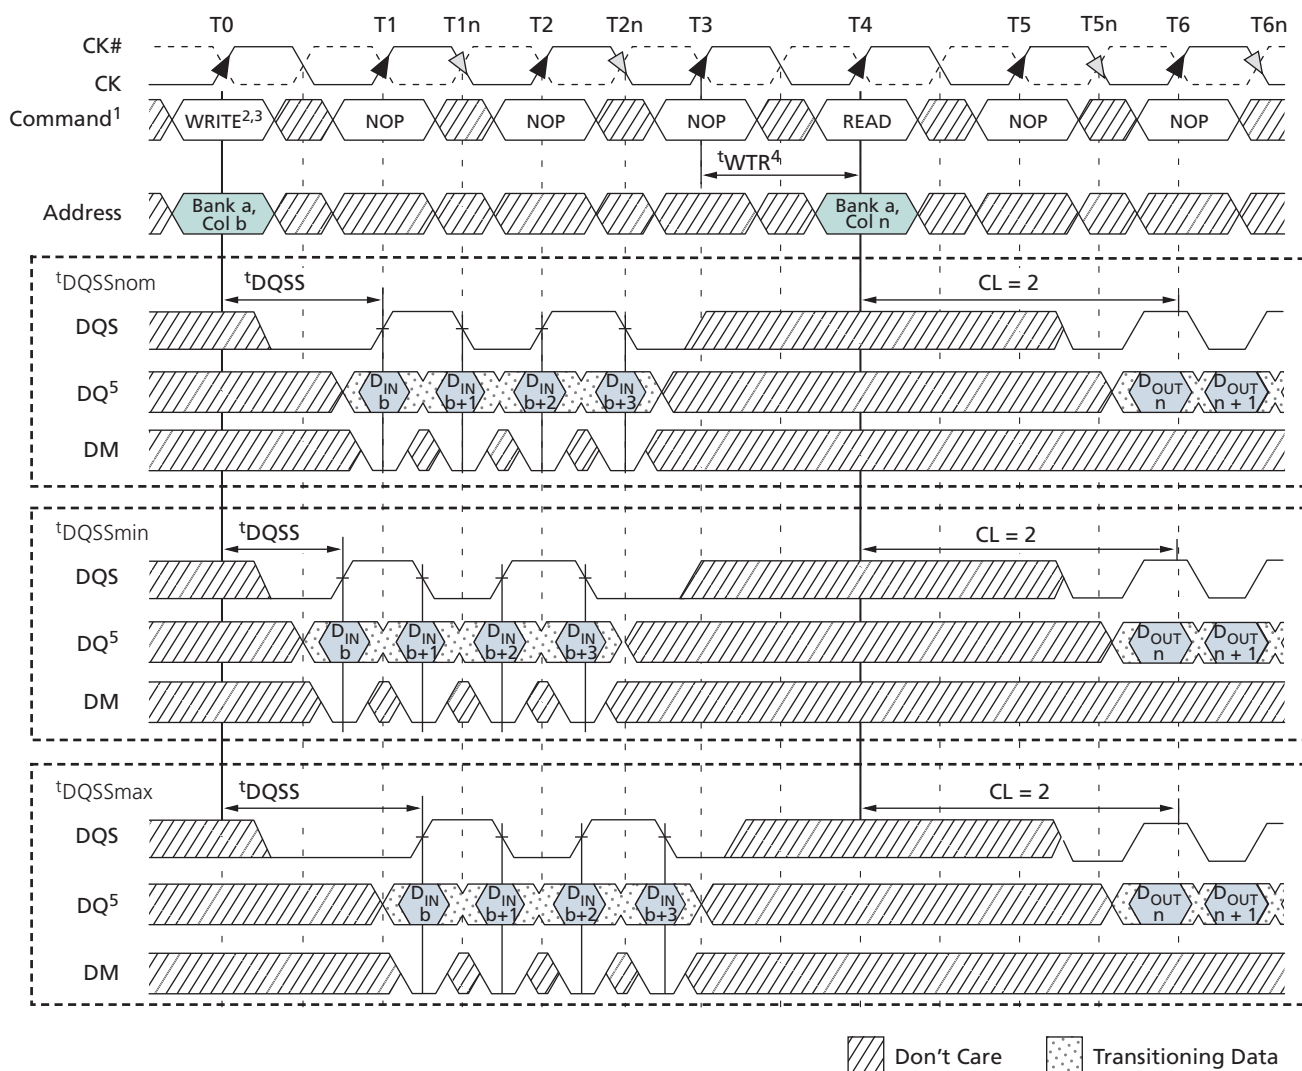 T0 T1 T1n T2 T2n T3 T4 T5 T5n T6 T6n
CK#
CK
Command1 WRITE2,3 NOP NOP NOP READ NOP NOP
tWTR4
Address Bank a, Col b Bank a, Col n
tDQSSnom tDQSS CL = 2
DQS
DQ5 DIN b DIN b+1 DIN b+2 DIN b+3 DOUT n DOUT n + 1
DM
tDQSSmin tDQSS CL = 2
DQS
DQ5 DIN b DIN b+1 DIN b+2 DIN b+3 DOUT n DOUT n + 1
DM
tDQSSmax tDQSS CL = 2
DQS
DQ5 DIN b DIN b+1 DIN b+2 DIN b+3 DOUT n DOUT n + 1
DM
Don't Care Transitioning Data